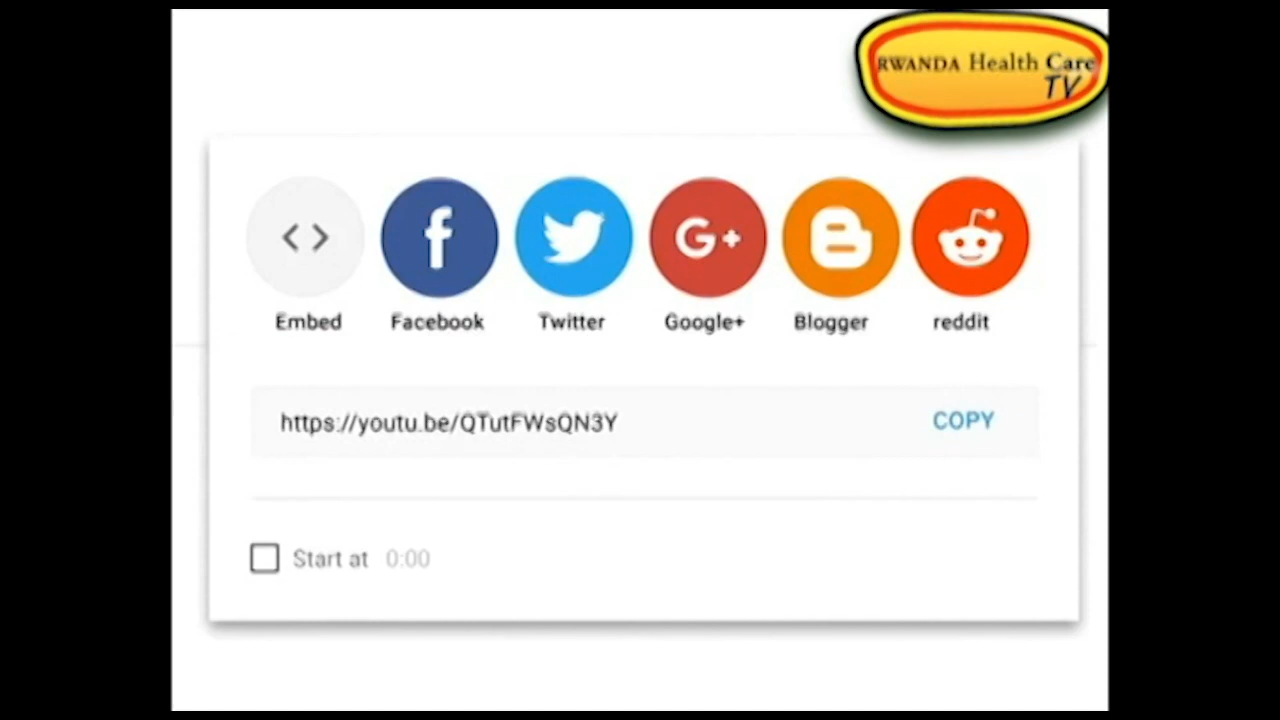 RWANDA Health Care
TV
Embed Facebook Twitter Google+ Blogger reddit
https://youtu.be/QTutFWsQN3Y COPY
Start at 0:00